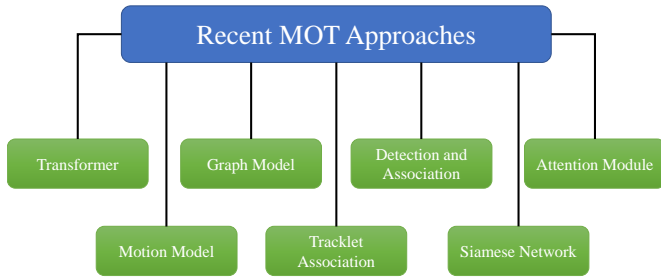 Recent MOT Approaches
Transformer
Graph Model
Detection and
Association
Attention Module
Motion Model
Tracklet
Association
Siamese Network